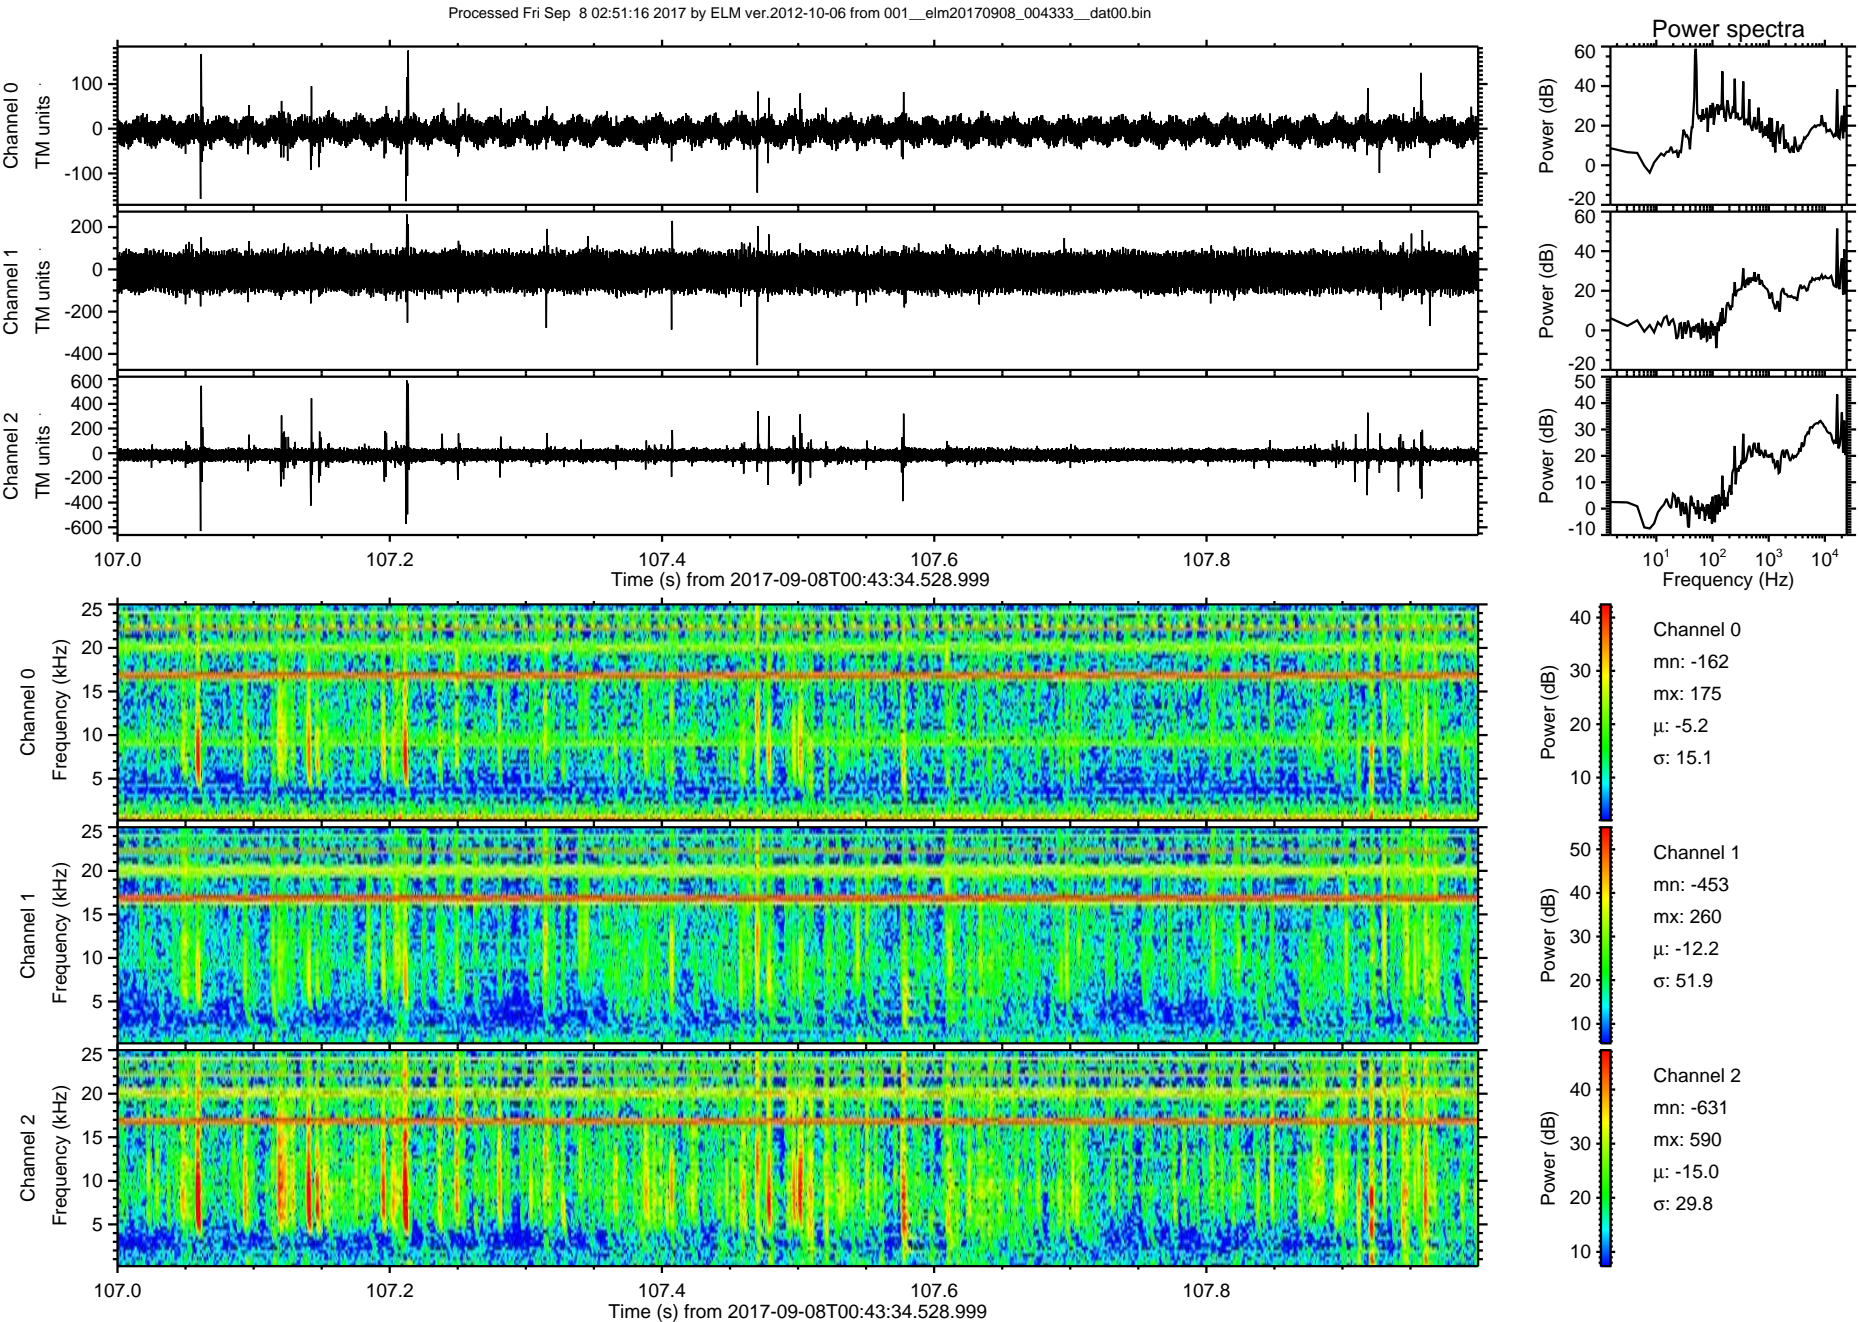 Processed Fri Sep  8 02:51:16 2017 by ELM ver.2012-10-06 from 001__elm20170908_004333__dat00.bin
Power spectra
Channel 0
TM units
100
0
-100
Power (dB)
60
40
20
0
-20
Channel 1
TM units
200
0
-200
-400
Power (dB)
60
40
20
0
-20
Channel 2
TM units
600
400
200
0
-200
-400
-600
Power (dB)
50
40
30
20
10
0
-10
107.0 107.2 107.4 107.6 107.8
Time (s) from 2017-09-08T00:43:34.528.999
10¹ 10² 10³ 10⁴
Frequency (Hz)
Channel 0
Frequency (kHz)
25
20
15
10
5
Power (dB)
40
30
20
10
Channel 0
mn: -162
mx: 175
μ: -5.2
σ: 15.1
Channel 1
Frequency (kHz)
25
20
15
10
5
Power (dB)
50
40
30
20
10
Channel 1
mn: -453
mx: 260
μ: -12.2
σ: 51.9
Channel 2
Frequency (kHz)
25
20
15
10
5
Power (dB)
40
30
20
10
Channel 2
mn: -631
mx: 590
μ: -15.0
σ: 29.8
107.0 107.2 107.4 107.6 107.8
Time (s) from 2017-09-08T00:43:34.528.999